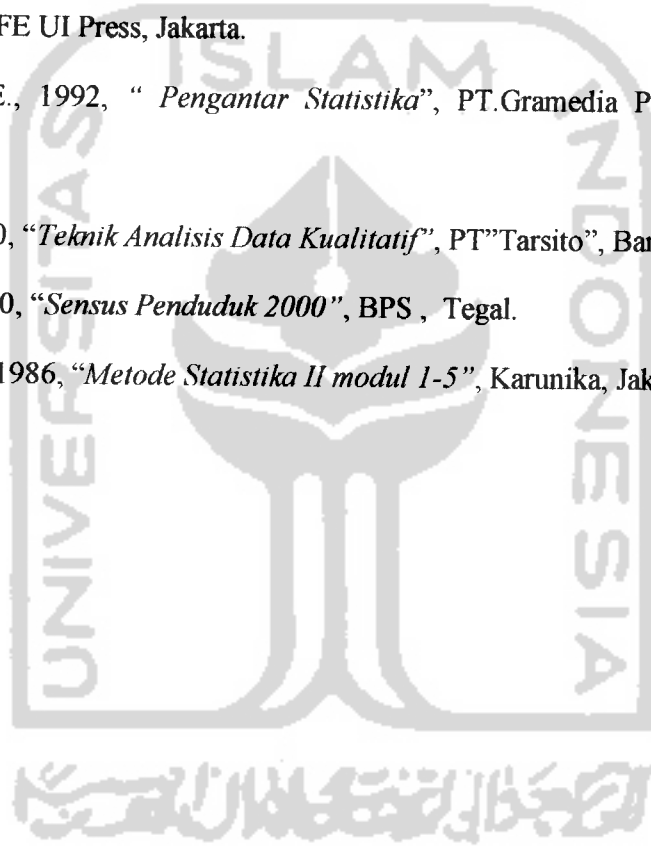 FE UI Press, Jakarta.
E., 1992, “ Pengantar Statistika”, PT.Gramedia P
0, “Teknik Analisis Data Kualitatif”, PT”Tarsito”, Ban
0, “Sensus Penduduk 2000”, BPS , Tegal.
1986, “Metode Statistika II modul 1-5”, Karunika, Jak
ISLAM
UNIVERSITAS
INDONESIA